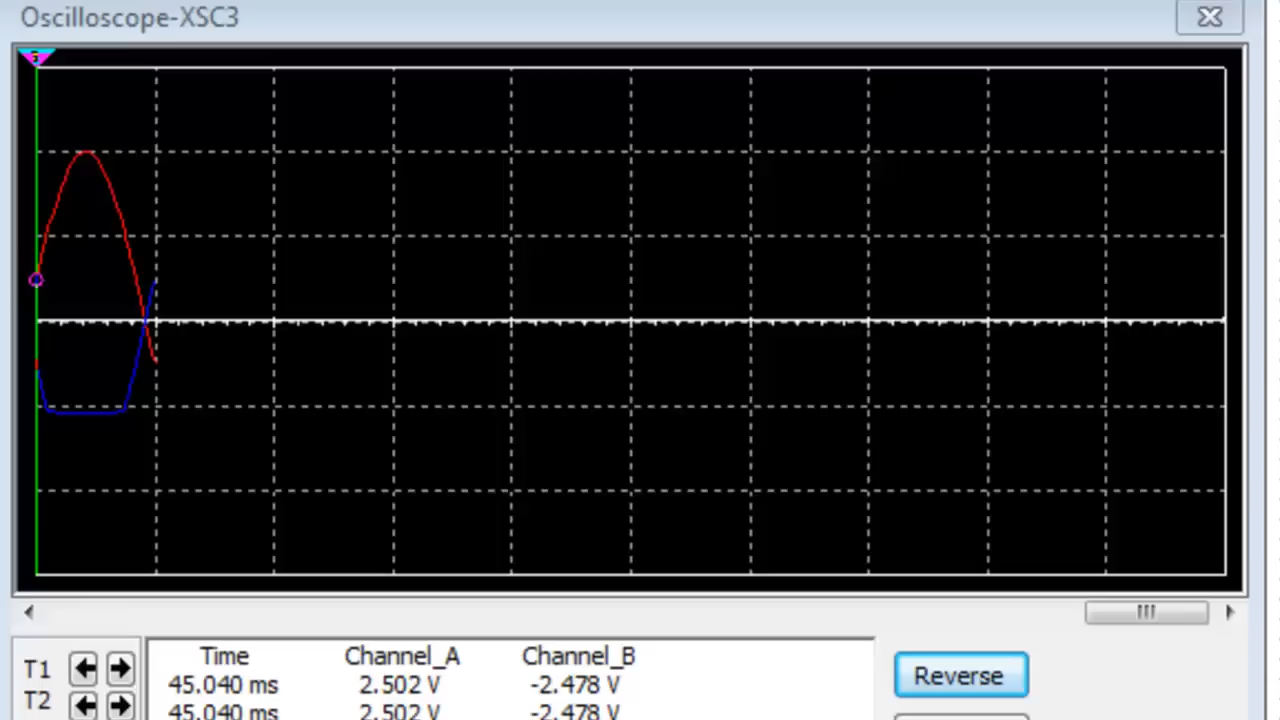 Oscilloscope-XSC3
Time Channel_A Channel_B
T1 45.040 ms 2.502 V -2.478 V
T2 45.040 ms 2.502 V -2.478 V
Reverse